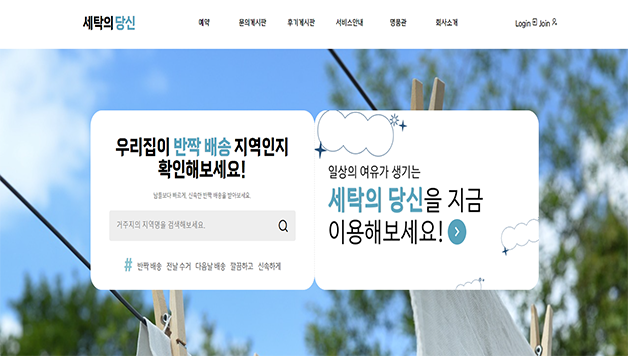 세탁의 당신
예약 문의게시판 후기게시판 서비스안내 명품관 회사소개
Login Join
우리집이 반짝 배송 지역인지
확인해보세요!
남들보다 빠르게, 신속한 반짝 배송을 받아보세요.
거주지의 지역명을 검색해보세요.
# 반짝 배송 전날 수거 다음날 배송 깔끔하고 신속하게
일상의 여유가 생기는
세탁의 당신을 지금
이용해보세요!